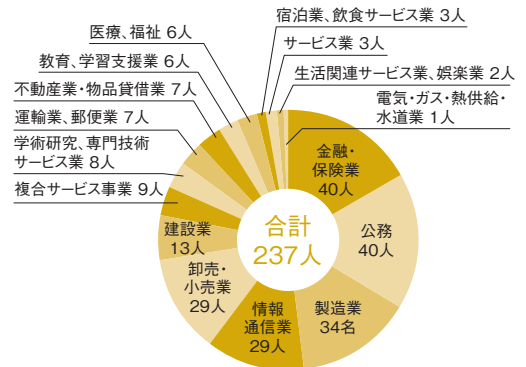 医療、福祉 6人
教育、学習支援業 6人
不動産業・物品賃借業 7人
運輸業、郵便業 7人
学術研究、専門技術
サービス業 8人
複合サービス事業 9人
宿泊業、飲食サービス業 3人
サービス業 3人
生活関連サービス業、娯楽業 2人
電気・ガス・熱供給・
水道業 1人
金融・
保険業
40人
公務
40人
製造業
34名
情報
通信業
29人
卸売・
小売業
29人
建設業
13人
合計
237人